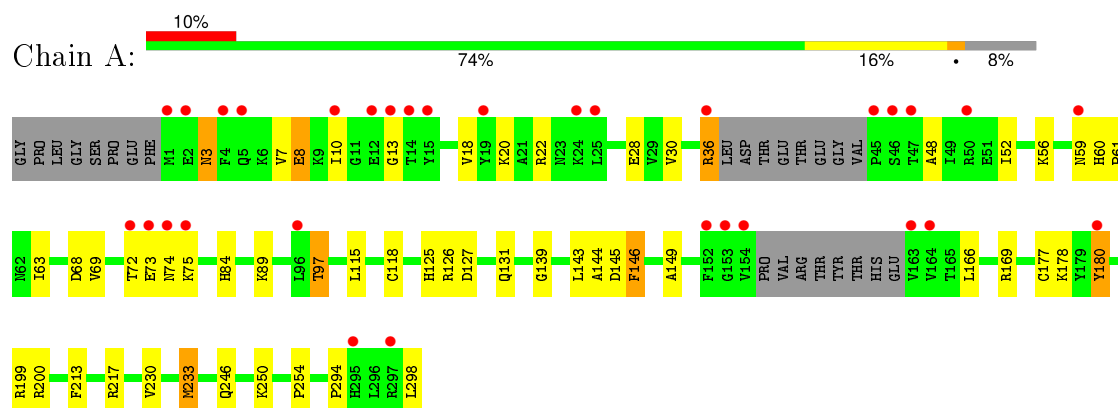 10%
Chain A:
74% 16% • 8%
GLY PRO LEU GLY SER PRO GLU PHE M1 E2 N3 F4 Q5 K6 V7 E8 K9 I10 G11 E12 G13 T14 Y15 V18 Y19 K20 A21 R22 N23 K24 L25 E28 V29 V30 R36 LEU ASP THR GLU THR GLU GLY VAL P45 S46 T47 A48 I49 R50 E51 I52 K56 N59 H60 P61
N62 I63 D68 V69 T72 E73 N74 K75 H84 K89 L96 T97 L115 C118 H125 R126 D127 Q131 G139 L143 A144 D145 F146 A149 F152 G153 V154 PRO VAL ARG THR TYR THR HIS GLU V163 V164 T165 L166 R169 C177 K178 Y179 Y180
R199 R200 F213 R217 V230 M233 Q246 K250 P254 P294 H295 L296 R297 L298